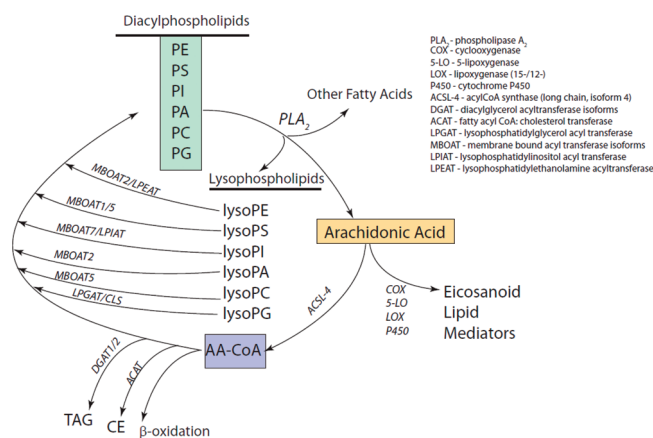 Diacylphospholipids
PE
PS
PI
PA
PC
PG
PLA2
Other Fatty Acids
Lysophospholipids
PLA2 - phospholipase A2
COX - cyclooxygenase
5-LO - 5-lipoxygenase
LOX - lipoxygenase (15-/12-)
P450 - cytochrome P450
ACSL-4 - acylCoA synthase (long chain, isoform 4)
DGAT - diacylglycerol acyltransferase isoforms
ACAT - fatty acyl CoA: cholesterol transferase
LPGAT - lysophosphatidylglycerol acyl transferase
MBOAT - membrane bound acyl transferase isoforms
LPIAT - lysophosphatidylinositol acyl transferase
LPEAT - lysophosphatidylethanolamine acyltransferase
MBOAT2/LPEAT
lysoPE
MBOAT1/5
lysoPS
MBOAT7/LPIAT
lysoPI
MBOAT2
lysoPA
MBOAT5
lysoPC
LPGAT/CLS
lysoPG
Arachidonic Acid
ACSL-4
COX
5-LO
LOX
P450
Eicosanoid
Lipid
Mediators
AA-CoA
DGAT1/2
ACAT
TAG
CE
β-oxidation